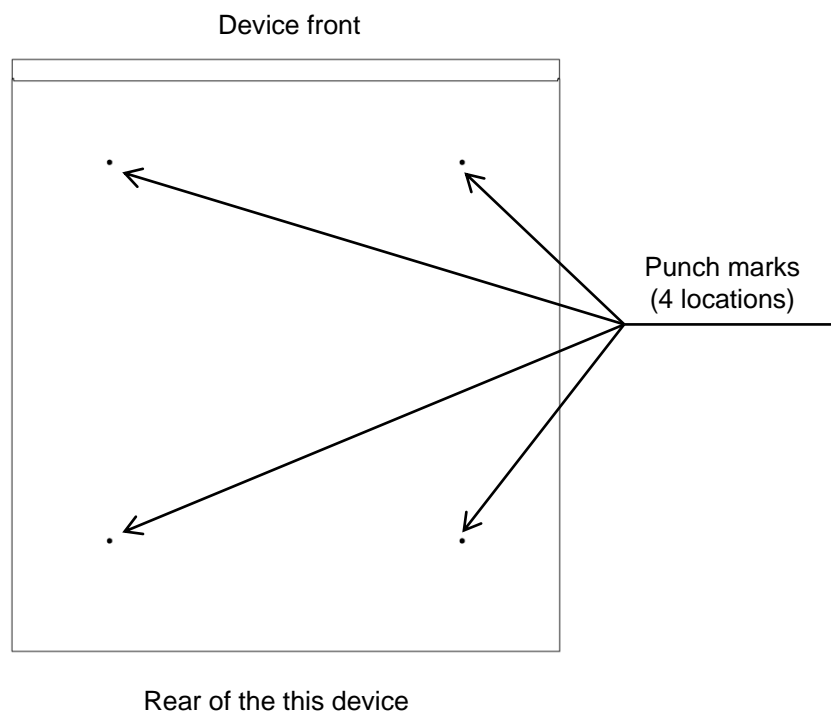 Device front
Punch marks
(4 locations)
Rear of the this device